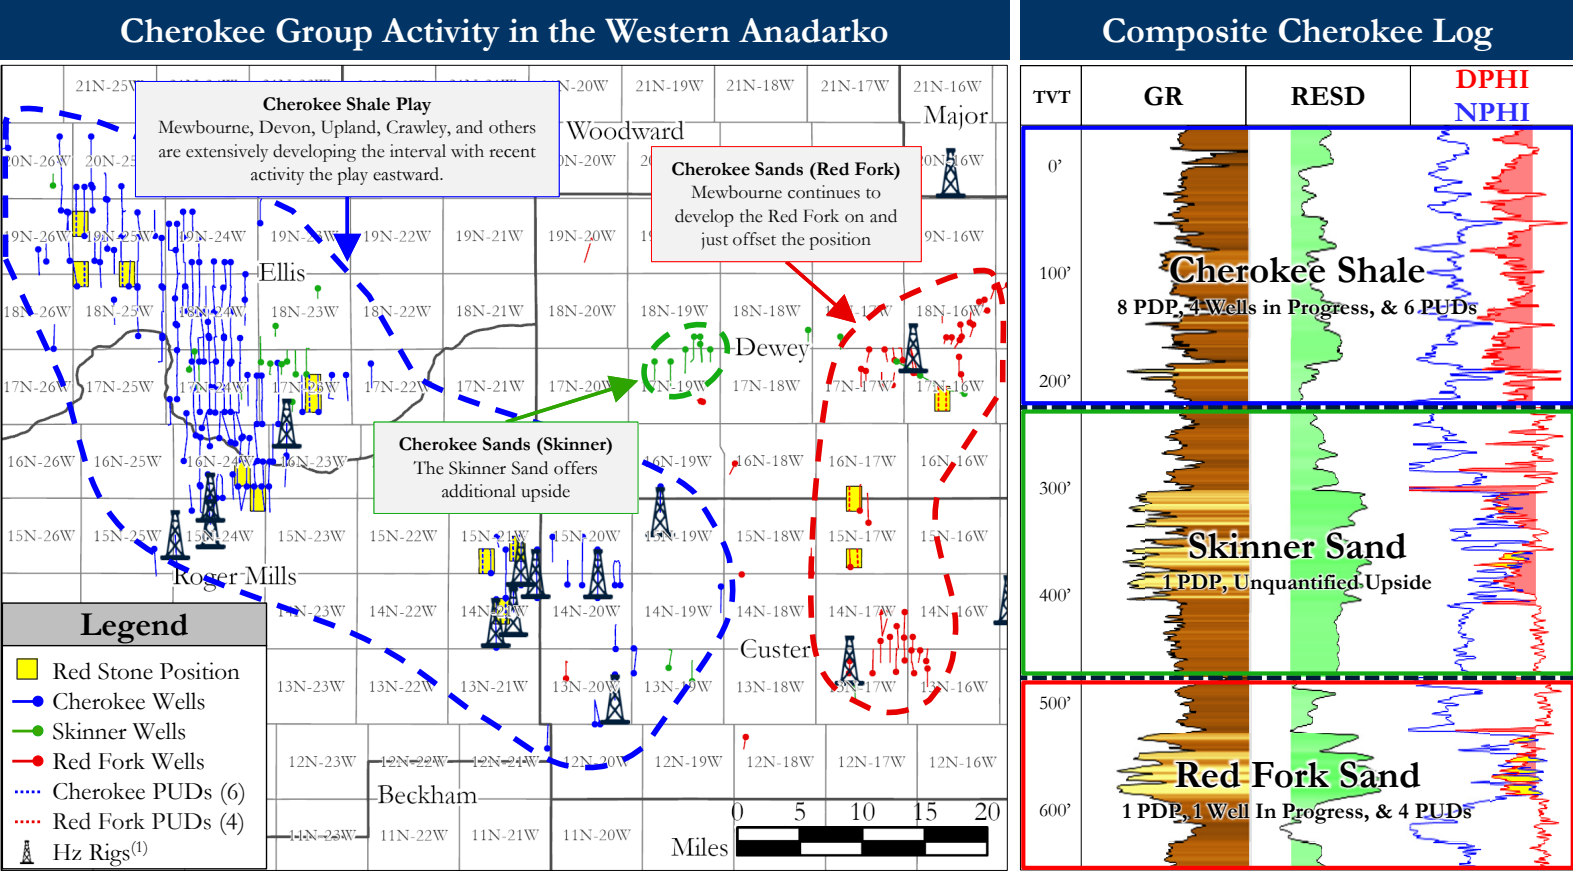 Cherokee Group Activity in the Western Anadarko
Composite Cherokee Log
21N-25W
N-20W
21N-19W
21N-18W
21N-17W
21N-16W
Cherokee Shale Play
Mewbourne, Devon, Upland, Crawley, and others
are extensively developing the interval with recent
activity the play eastward.
Woodward
Major
Cherokee Sands (Red Fork)
Mewbourne continues to
develop the Red Fork on and
just offset the position
20N-26W
20N-25
N-20W
20N-16W
19N-26W
19N-25W
19N-24W
19N-23W
19N-22W
19N-21W
19N-20W
9N-16W
Ellis
18N-26W
18N-25W
18N-24W
18N-23W
18N-22W
18N-21W
18N-20W
18N-19W
18N-18W
18N-16W
Dewey
17N-26W
17N-25W
17N-24W
17N-23W
17N-22W
17N-21W
17N-20W
17N-19W
17N-18W
17N-17W
17N-16W
Cherokee Sands (Skinner)
The Skinner Sand offers
additional upside
16N-26W
16N-25W
16N-24W
16N-23W
16N-19W
16N-18W
16N-17W
16N-16W
15N-26W
15N-25W
15N-24W
15N-23W
15N-22W
15N-21W
15N-20W
15N-19W
15N-18W
15N-17W
15N-16W
Roger Mills
14N-23W
14N-22W
14N-21W
14N-20W
14N-19W
14N-18W
14N-17W
14N-16W
Custer
13N-23W
13N-22W
13N-21W
13N-20W
13N-19W
13N-18W
13N-17W
13N-16W
12N-23W
12N-22W
12N-21W
12N-20W
12N-19W
12N-18W
12N-17W
12N-16W
Beckham
11N-23W
11N-22W
11N-21W
11N-20W
0 5 10 15 20
Miles
Legend
Red Stone Position
Cherokee Wells
Skinner Wells
Red Fork Wells
Cherokee PUDs (6)
Red Fork PUDs (4)
Hz Rigs(1)
TVT
GR
RESD
DPHI
NPHI
0'
100'
200'
300'
400'
500'
600'
Cherokee Shale
8 PDP, 4 Wells in Progress, & 6 PUDs
Skinner Sand
1 PDP, Unquantified Upside
Red Fork Sand
1 PDP, 1 Well In Progress, & 4 PUDs